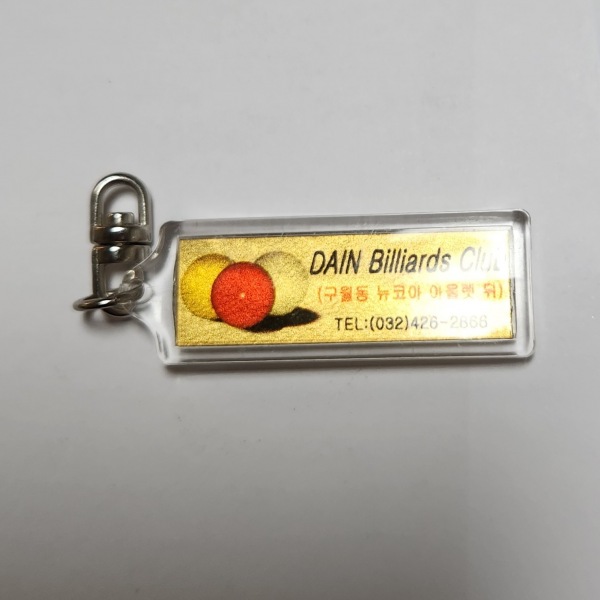 DAIN Billiards Club
(구월동 뉴코아 아울렛 뒤)
TEL:(032)426-2866